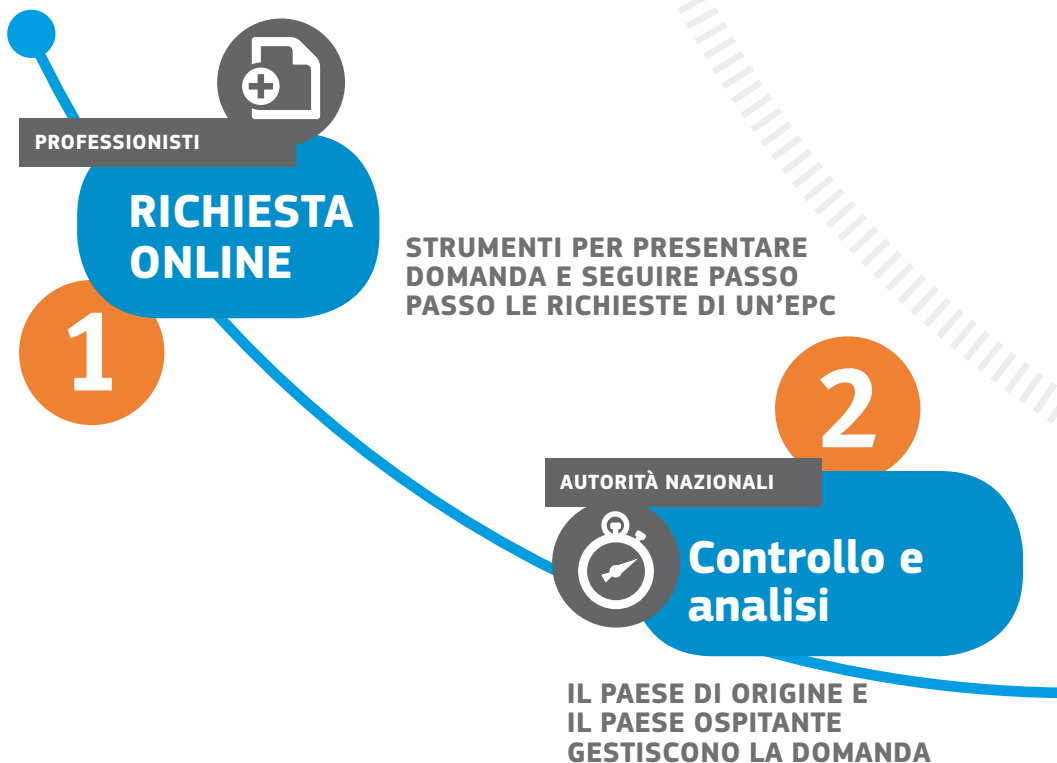 PROFESSIONISTI
RICHIESTA
ONLINE
1
STRUMENTI PER PRESENTARE
DOMANDA E SEGUIRE PASSO
PASSO LE RICHIESTE DI UN'EPC
2
AUTORITÀ NAZIONALI
Controllo e
analisi
IL PAESE DI ORIGINE E
IL PAESE OSPITANTE
GESTISCONO LA DOMANDA